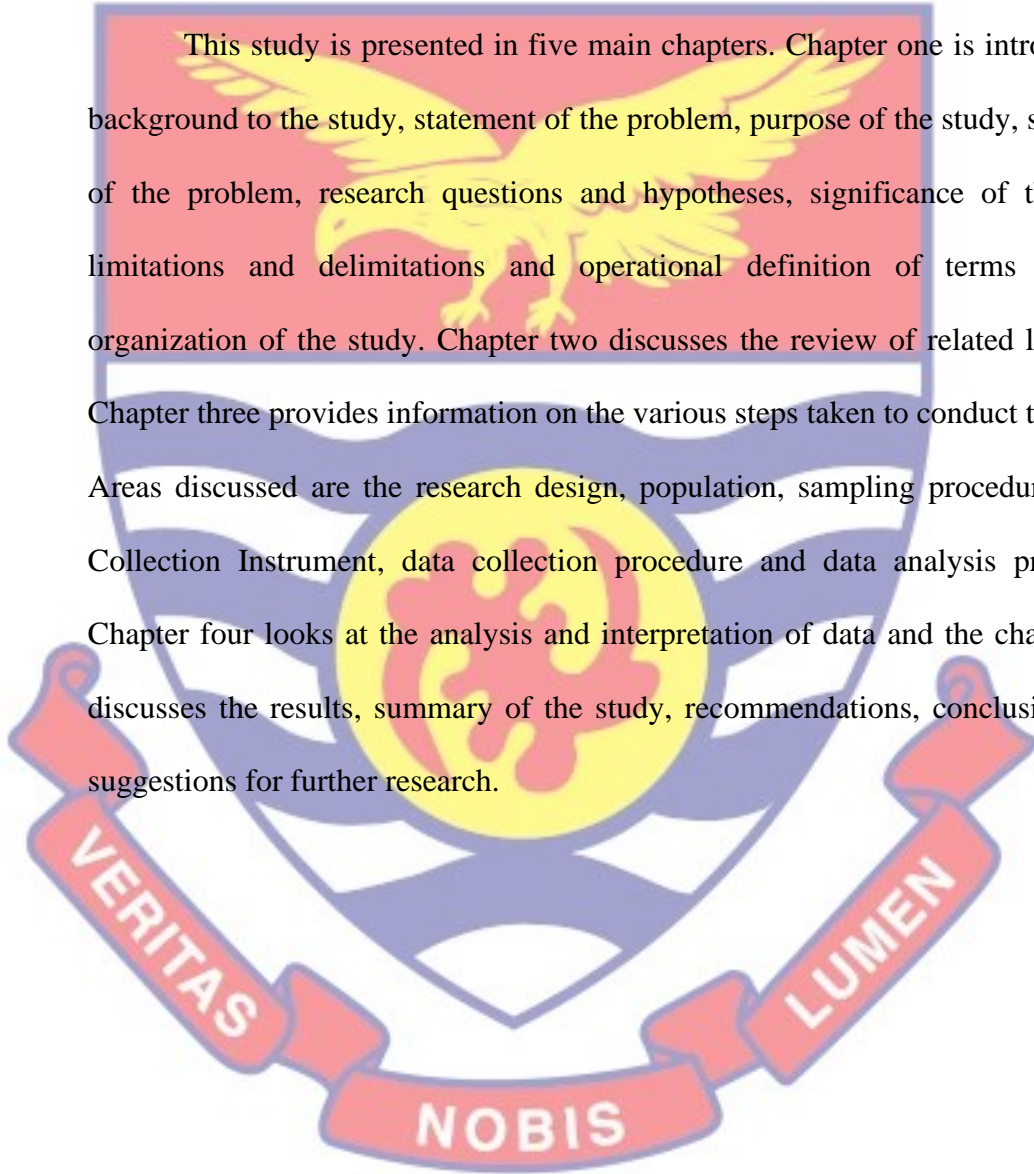 This study is presented in five main chapters. Chapter one is intro
background to the study, statement of the problem, purpose of the study, s
of the problem, research questions and hypotheses, significance of t
limitations and delimitations and operational definition of terms
organization of the study. Chapter two discusses the review of related l
Chapter three provides information on the various steps taken to conduct t
Areas discussed are the research design, population, sampling procedur
Collection Instrument, data collection procedure and data analysis pr
Chapter four looks at the analysis and interpretation of data and the cha
discusses the results, summary of the study, recommendations, conclusi
suggestions for further research.
VERITAS
NOBIS
LUMEN